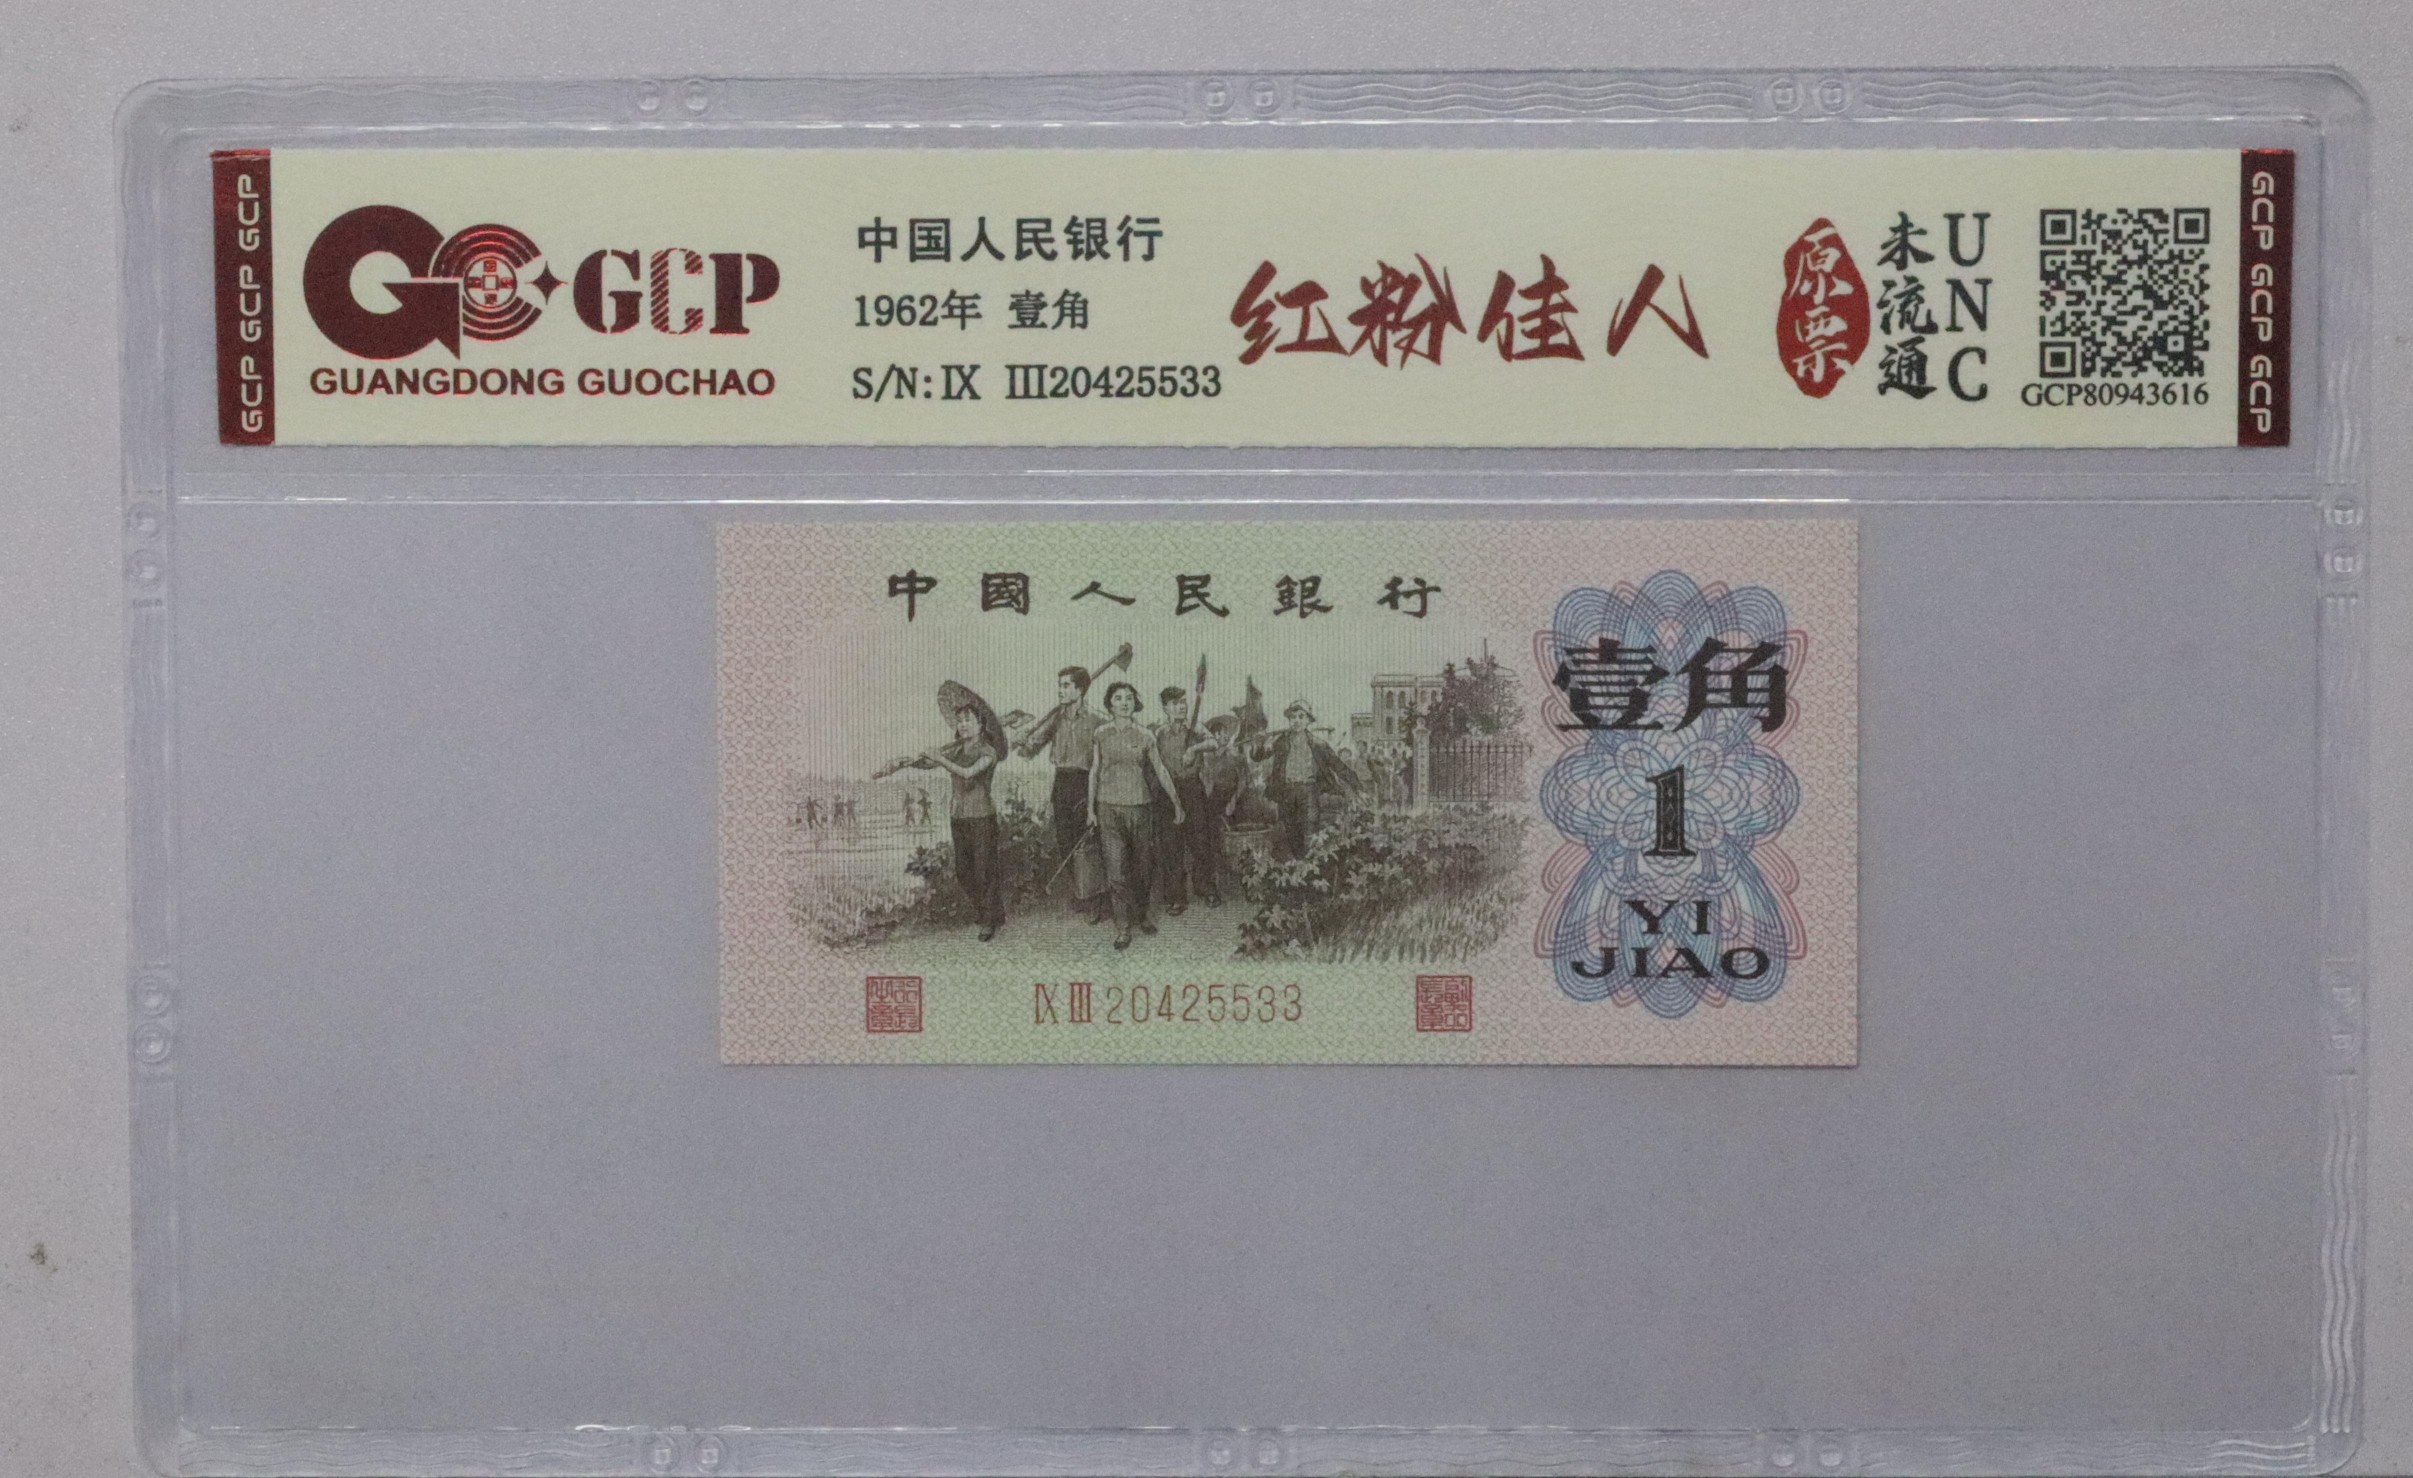 GCP GCP GCP
GCP
GUANGDONG GUOCHAO
中国人民银行
1962年 壹角
S/N:Ⅸ Ⅲ20425533
红粉佳人
原票
未流通
UNC
GCP80943616
GCP GCP GCP
中國人民銀行
壹角
1
YI
JIAO
ⅨⅢ20425533